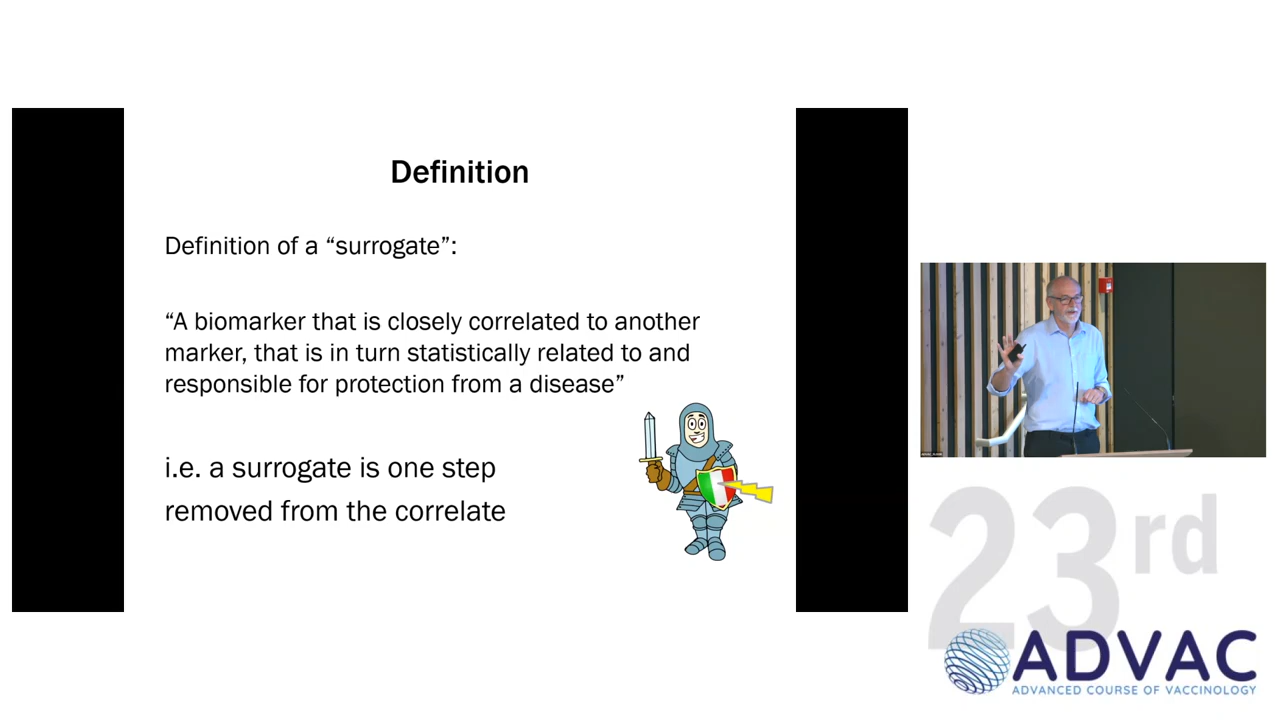 Definition
Definition of a “surrogate”:
“A biomarker that is closely correlated to another
marker, that is in turn statistically related to and
responsible for protection from a disease”
i.e. a surrogate is one step
removed from the correlate
23rd
ADVAC
ADVANCED COURSE OF VACCINOLOGY